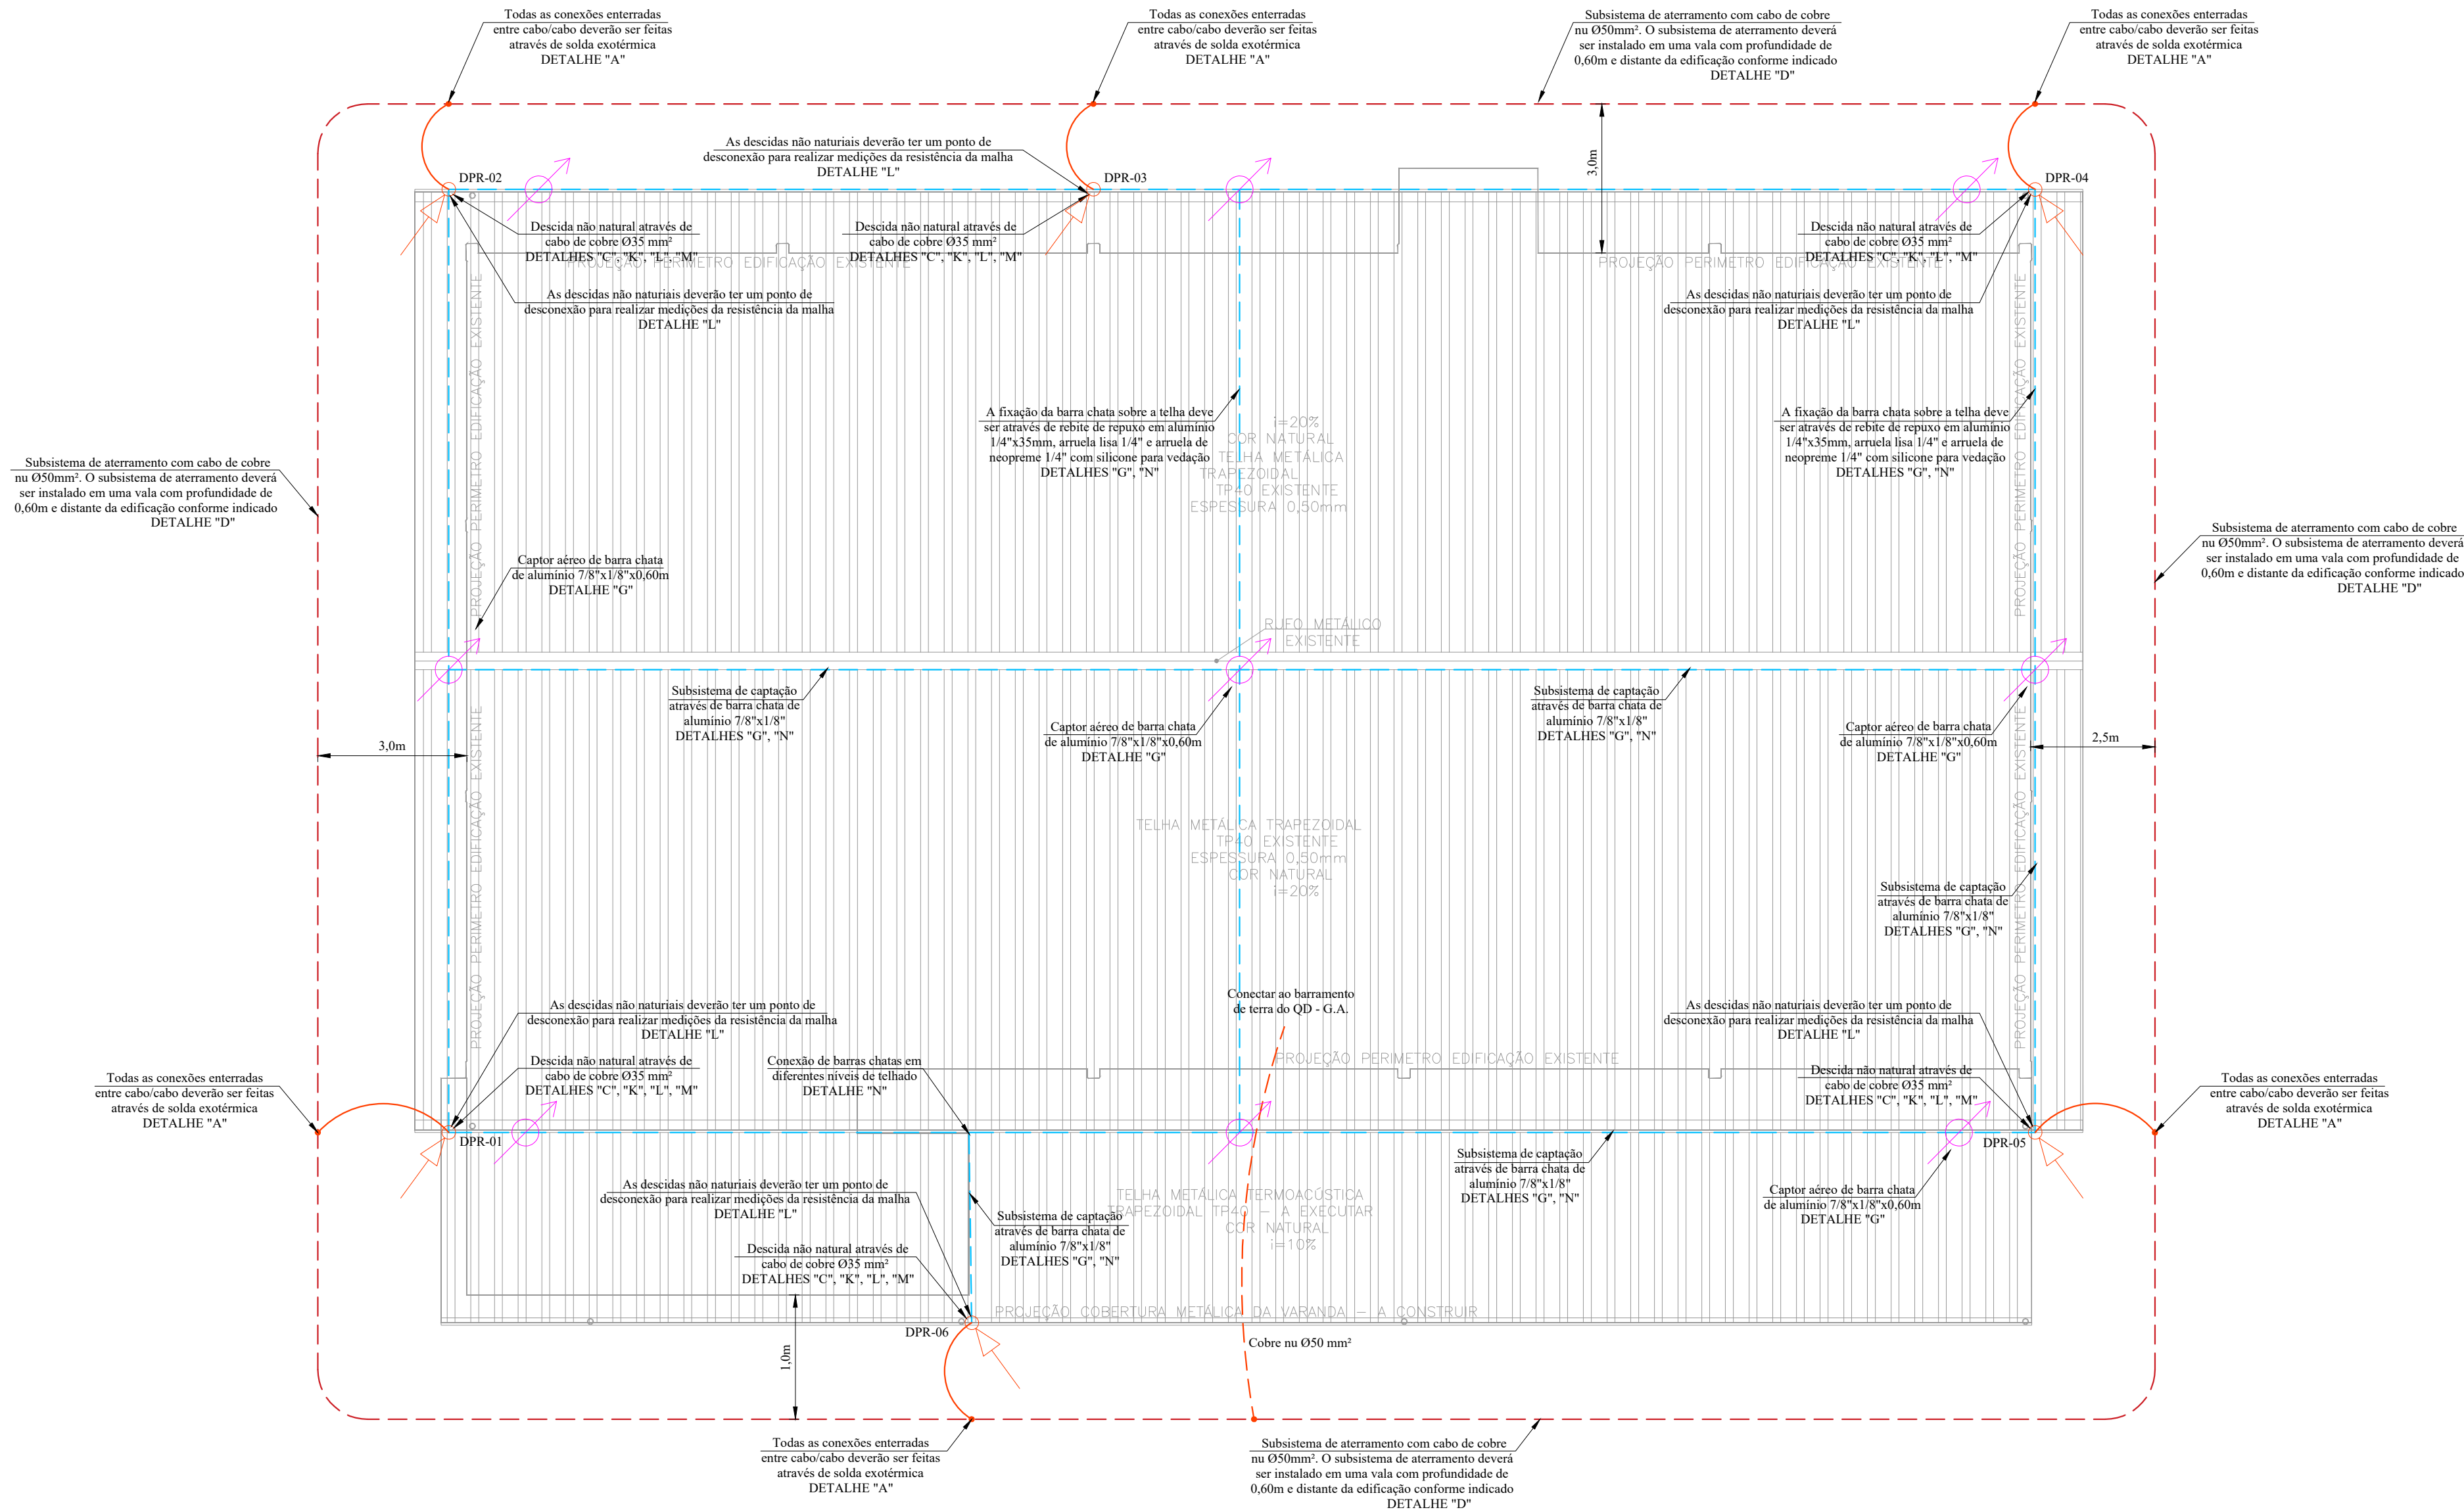 Todas as conexões enterradas
entre cabo/cabo deverão ser feitas
através de solda exotérmica
DETALHE "A"
Todas as conexões enterradas
entre cabo/cabo deverão ser feitas
através de solda exotérmica
DETALHE "A"
Subsistema de aterramento com cabo de cobre
nu Ø50mm². O subsistema de aterramento deverá
ser instalado em uma vala com profundidade de
0,60m e distante da edificação conforme indicado
DETALHE "D"
Todas as conexões enterradas
entre cabo/cabo deverão ser feitas
através de solda exotérmica
DETALHE "A"
3,0m
As descidas não naturiais deverão ter um ponto de
desconexão para realizar medições da resistência da malha
DETALHE "L"
DPR-02
DPR-03
DPR-04
Descida não natural através de
cabo de cobre Ø35 mm²
DETALHES "C", "K", "L", "M"
Descida não natural através de
cabo de cobre Ø35 mm²
DETALHES "C", "K", "L", "M"
Descida não natural através de
cabo de cobre Ø35 mm²
DETALHES "C", "K", "L", "M"
PROJEÇÃO PERIMETRO EDIFICAÇÃO EXISTENTE
PROJEÇÃO PERIMETRO EDIFICAÇÃO EXISTENTE
As descidas não naturiais deverão ter um ponto de
desconexão para realizar medições da resistência da malha
DETALHE "L"
As descidas não naturiais deverão ter um ponto de
desconexão para realizar medições da resistência da malha
DETALHE "L"
PROJEÇÃO PERIMETRO EDIFICAÇÃO EXISTENTE
PROJEÇÃO PERIMETRO EDIFICAÇÃO EXISTENTE
A fixação da barra chata sobre a telha deve
ser através de rebite de repuxo em alumínio
1/4"x35mm, arruela lisa 1/4" e arruela de
neopreme 1/4" com silicone para vedação
DETALHES "G", "N"
i=20%
COR NATURAL
TELHA METÁLICA
TRAPEZOIDAL
TP40 EXISTENTE
ESPESSURA 0,50mm
A fixação da barra chata sobre a telha deve
ser através de rebite de repuxo em alumínio
1/4"x35mm, arruela lisa 1/4" e arruela de
neopreme 1/4" com silicone para vedação
DETALHES "G", "N"
Subsistema de aterramento com cabo de cobre
nu Ø50mm². O subsistema de aterramento deverá
ser instalado em uma vala com profundidade de
0,60m e distante da edificação conforme indicado
DETALHE "D"
Subsistema de aterramento com cabo de cobre
nu Ø50mm². O subsistema de aterramento deverá
ser instalado em uma vala com profundidade de
0,60m e distante da edificação conforme indicado
DETALHE "D"
Captor aéreo de barra chata
de alumínio 7/8"x1/8"x0,60m
DETALHE "G"
RUFO METÁLICO
EXISTENTE
Subsistema de captação
através de barra chata de
alumínio 7/8"x1/8"
DETALHES "G", "N"
Captor aéreo de barra chata
de alumínio 7/8"x1/8"x0,60m
DETALHE "G"
Subsistema de captação
através de barra chata de
alumínio 7/8"x1/8"
DETALHES "G", "N"
Captor aéreo de barra chata
de alumínio 7/8"x1/8"x0,60m
DETALHE "G"
3,0m
2,5m
PROJEÇÃO PERIMETRO EDIFICAÇÃO EXISTENTE
PROJEÇÃO PERIMETRO EDIFICAÇÃO EXISTENTE
TELHA METÁLICA TRAPEZOIDAL
TP40 EXISTENTE
ESPESSURA 0,50mm
COR NATURAL
i=20%
Subsistema de captação
através de barra chata de
alumínio 7/8"x1/8"
DETALHES "G", "N"
As descidas não naturiais deverão ter um ponto de
desconexão para realizar medições da resistência da malha
DETALHE "L"
Conectar ao barramento
de terra do QD - G.A.
As descidas não naturiais deverão ter um ponto de
desconexão para realizar medições da resistência da malha
DETALHE "L"
Todas as conexões enterradas
entre cabo/cabo deverão ser feitas
através de solda exotérmica
DETALHE "A"
Descida não natural através de
cabo de cobre Ø35 mm²
DETALHES "C", "K", "L", "M"
Conexão de barras chatas em
diferentes níveis de telhado
DETALHE "N"
PROJEÇÃO PERIMETRO EDIFICAÇÃO EXISTENTE
Descida não natural através de
cabo de cobre Ø35 mm²
DETALHES "C", "K", "L", "M"
Todas as conexões enterradas
entre cabo/cabo deverão ser feitas
através de solda exotérmica
DETALHE "A"
DPR-01
DPR-05
As descidas não naturiais deverão ter um ponto de
desconexão para realizar medições da resistência da malha
DETALHE "L"
Subsistema de captação
através de barra chata de
alumínio 7/8"x1/8"
DETALHES "G", "N"
TELHA METÁLICA TERMOACÚSTICA
TRAPEZOIDAL TP40 – A EXECUTAR
COR NATURAL
i=10%
Subsistema de captação
através de barra chata de
alumínio 7/8"x1/8"
DETALHES "G", "N"
Captor aéreo de barra chata
de alumínio 7/8"x1/8"x0,60m
DETALHE "G"
Descida não natural através de
cabo de cobre Ø35 mm²
DETALHES "C", "K", "L", "M"
PROJEÇÃO COBERTURA METÁLICA DA VARANDA – A CONSTRUIR
DPR-06
1,0m
Cobre nu Ø50 mm²
Todas as conexões enterradas
entre cabo/cabo deverão ser feitas
através de solda exotérmica
DETALHE "A"
Subsistema de aterramento com cabo de cobre
nu Ø50mm². O subsistema de aterramento deverá
ser instalado em uma vala com profundidade de
0,60m e distante da edificação conforme indicado
DETALHE "D"